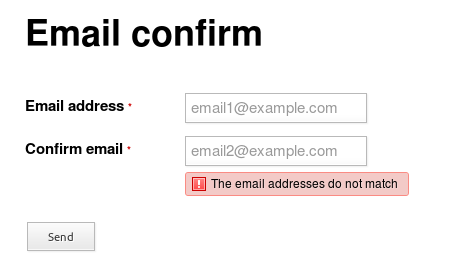 Email confirm
Email address *
email1@example.com
Confirm email *
email2@example.com
The email addresses do not match
Send